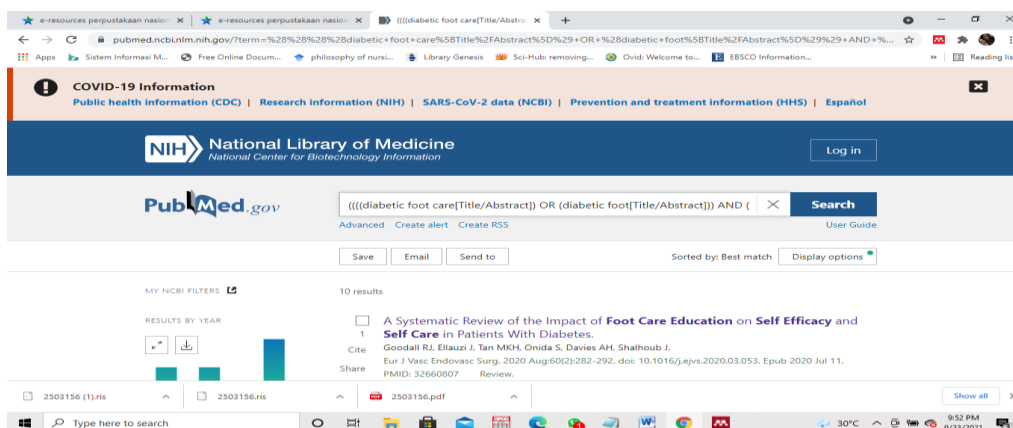 e-resources perpustakaan nasion
e-resources perpustakaan nasion
((((diabetic foot care[Title/Abstra
pubmed.ncbi.nlm.nih.gov/?term=%28%28%28%28diabetic+foot+care%5BTitle%2FAbstract%5D%29+OR+%28diabetic+foot%5BTitle%2FAbstract%5D%29%29+AND+%...
Apps Sistem Informasi M... Free Online Docum... philosophy of nursi... Library Genesis Sci-Hub: removing... Ovid: Welcome to... EBSCO Information... » Reading list
COVID-19 Information
Public health information (CDC) | Research information (NIH) | SARS-CoV-2 data (NCBI) | Prevention and treatment information (HHS) | Español
NIH National Library of Medicine
National Center for Biotechnology Information
Log in
PubMed.gov
((((diabetic foot care[Title/Abstract]) OR (diabetic foot[Title/Abstract])) AND (
Search
Advanced Create alert Create RSS
User Guide
Save Email Send to
Sorted by: Best match
Display options
MY NCBI FILTERS
10 results
RESULTS BY YEAR
1
Cite
Share
A Systematic Review of the Impact of Foot Care Education on Self Efficacy and
Self Care in Patients With Diabetes.
Goodall RJ, Ellauzi J, Tan MKH, Onida S, Davies AH, Shalhoub J.
Eur J Vasc Endovasc Surg. 2020 Aug;60(2):282-292. doi: 10.1016/j.ejvs.2020.03.053. Epub 2020 Jul 11.
PMID: 32660807 Review.
2503156 (1).ris
2503156.ris
2503156.pdf
Show all
Type here to search
30°C
9:52 PM
9/23/2021